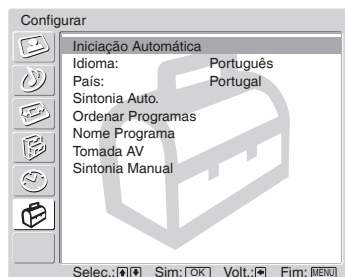 Configurar
Iniciação Automática
Idioma: Português
País: Portugal
Sintonia Auto.
Ordenar Programas
Nome Programa
Tomada AV
Sintonia Manual
Selec.: Sim: OK Volt.: Fim: MENU